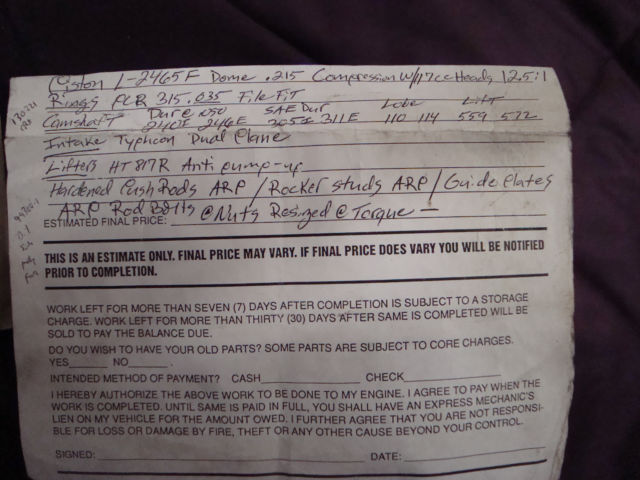 Piston L-2465F Dome .215 Compression w/17cc Heads 12.5:1
Rings PCR 315.035 File Fit
Camshaft Dur@.050 240I 246E SAE Dur 305I 311E Lobe 110 114 Lift 559 572
Intake Typhoon Dual Plane
Lifters HT 817R Anti pump-up
Hardened Push Rods ARP / Rocker studs ARP / Guide Plates
ARP Rod Bolts @ Nuts Resized @ Torque —
ESTIMATED FINAL PRICE:
THIS IS AN ESTIMATE ONLY. FINAL PRICE MAY VARY. IF FINAL PRICE DOES VARY YOU WILL BE NOTIFIED
PRIOR TO COMPLETION.
WORK LEFT FOR MORE THAN SEVEN (7) DAYS AFTER COMPLETION IS SUBJECT TO A STORAGE
CHARGE. WORK LEFT FOR MORE THAN THIRTY (30) DAYS AFTER SAME IS COMPLETED WILL BE
SOLD TO PAY THE BALANCE DUE.
DO YOU WISH TO HAVE YOUR OLD PARTS? SOME PARTS ARE SUBJECT TO CORE CHARGES.
YES______ NO______.
INTENDED METHOD OF PAYMENT? CASH______________ CHECK______________
I HEREBY AUTHORIZE THE ABOVE WORK TO BE DONE TO MY ENGINE. I AGREE TO PAY WHEN THE
WORK IS COMPLETED. UNTIL SAME IS PAID IN FULL, YOU SHALL HAVE AN EXPRESS MECHANIC'S
LIEN ON MY VEHICLE FOR THE AMOUNT OWED. I FURTHER AGREE THAT YOU ARE NOT RESPONSI-
BLE FOR LOSS OR DAMAGE BY FIRE, THEFT OR ANY OTHER CAUSE BEYOND YOUR CONTROL.
SIGNED: DATE: